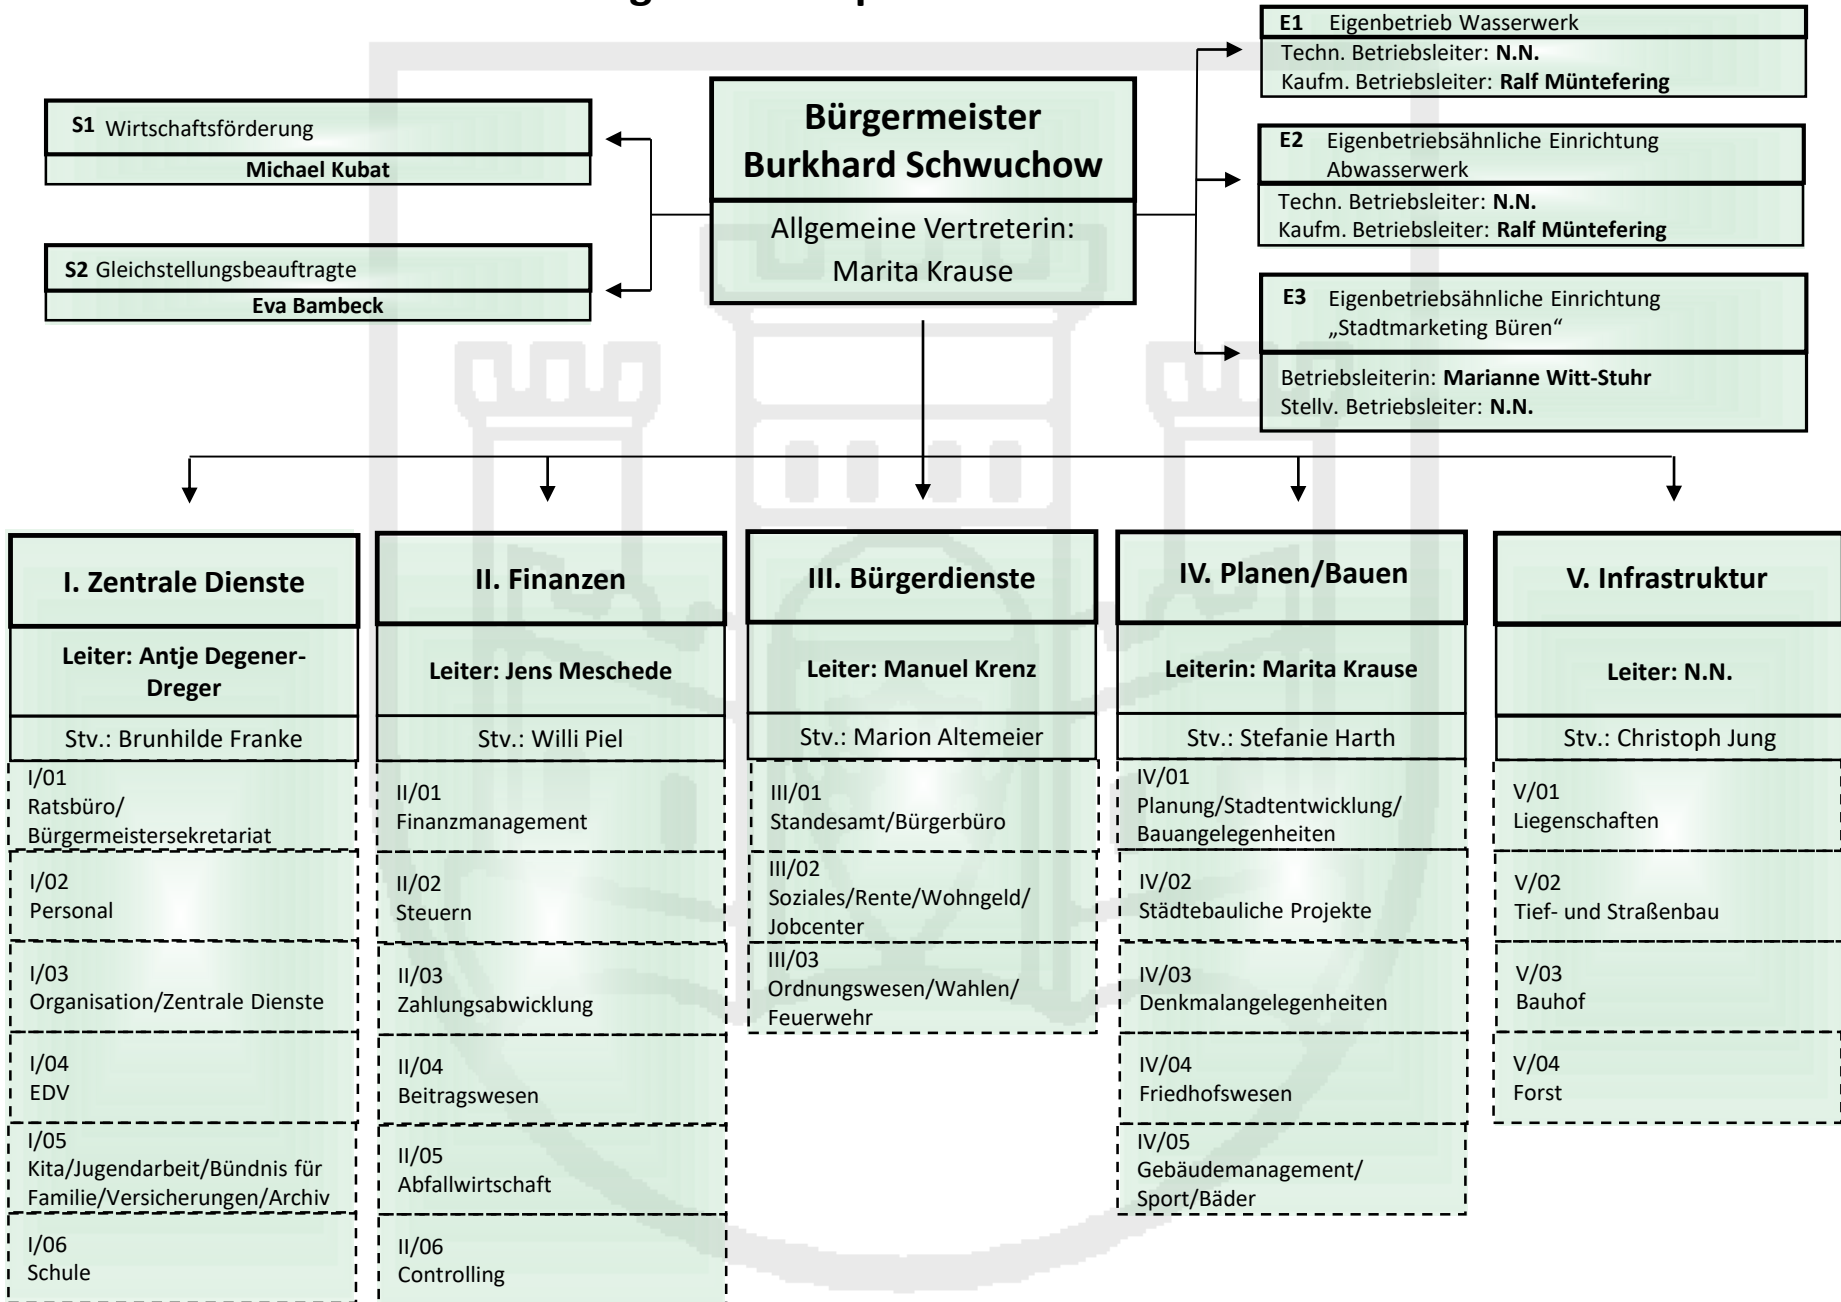 S1 Wirtschaftsförderung
Michael Kubat
S2 Gleichstellungsbeauftragte
Eva Bambeck
Bürgermeister
Burkhard Schwuchow
Allgemeine Vertreterin:
Marita Krause
E1 Eigenbetrieb Wasserwerk
Techn. Betriebsleiter: N.N.
Kaufm. Betriebsleiter: Ralf Müntefering
E2 Eigenbetriebsähnliche Einrichtung
Abwasserwerk
Techn. Betriebsleiter: N.N.
Kaufm. Betriebsleiter: Ralf Müntefering
E3 Eigenbetriebsähnliche Einrichtung
„Stadtmarketing Büren“
Betriebsleiterin: Marianne Witt-Stuhr
Stellv. Betriebsleiter: N.N.
I. Zentrale Dienste
Leiter: Antje Degener-
Dreger
Stv.: Brunhilde Franke
I/01
Ratsbüro/
Bürgermeistersekretariat
I/02
Personal
I/03
Organisation/Zentrale Dienste
I/04
EDV
I/05
Kita/Jugendarbeit/Bündnis für
Familie/Versicherungen/Archiv
I/06
Schule
II. Finanzen
Leiter: Jens Meschede
Stv.: Willi Piel
II/01
Finanzmanagement
II/02
Steuern
II/03
Zahlungsabwicklung
II/04
Beitragswesen
II/05
Abfallwirtschaft
II/06
Controlling
III. Bürgerdienste
Leiter: Manuel Krenz
Stv.: Marion Altemeier
III/01
Standesamt/Bürgerbüro
III/02
Soziales/Rente/Wohngeld/
Jobcenter
III/03
Ordnungswesen/Wahlen/
Feuerwehr
IV. Planen/Bauen
Leiterin: Marita Krause
Stv.: Stefanie Harth
IV/01
Planung/Stadtentwicklung/
Bauangelegenheiten
IV/02
Städtebauliche Projekte
IV/03
Denkmalangelegenheiten
IV/04
Friedhofswesen
IV/05
Gebäudemanagement/
Sport/Bäder
V. Infrastruktur
Leiter: N.N.
Stv.: Christoph Jung
V/01
Liegenschaften
V/02
Tief- und Straßenbau
V/03
Bauhof
V/04
Forst